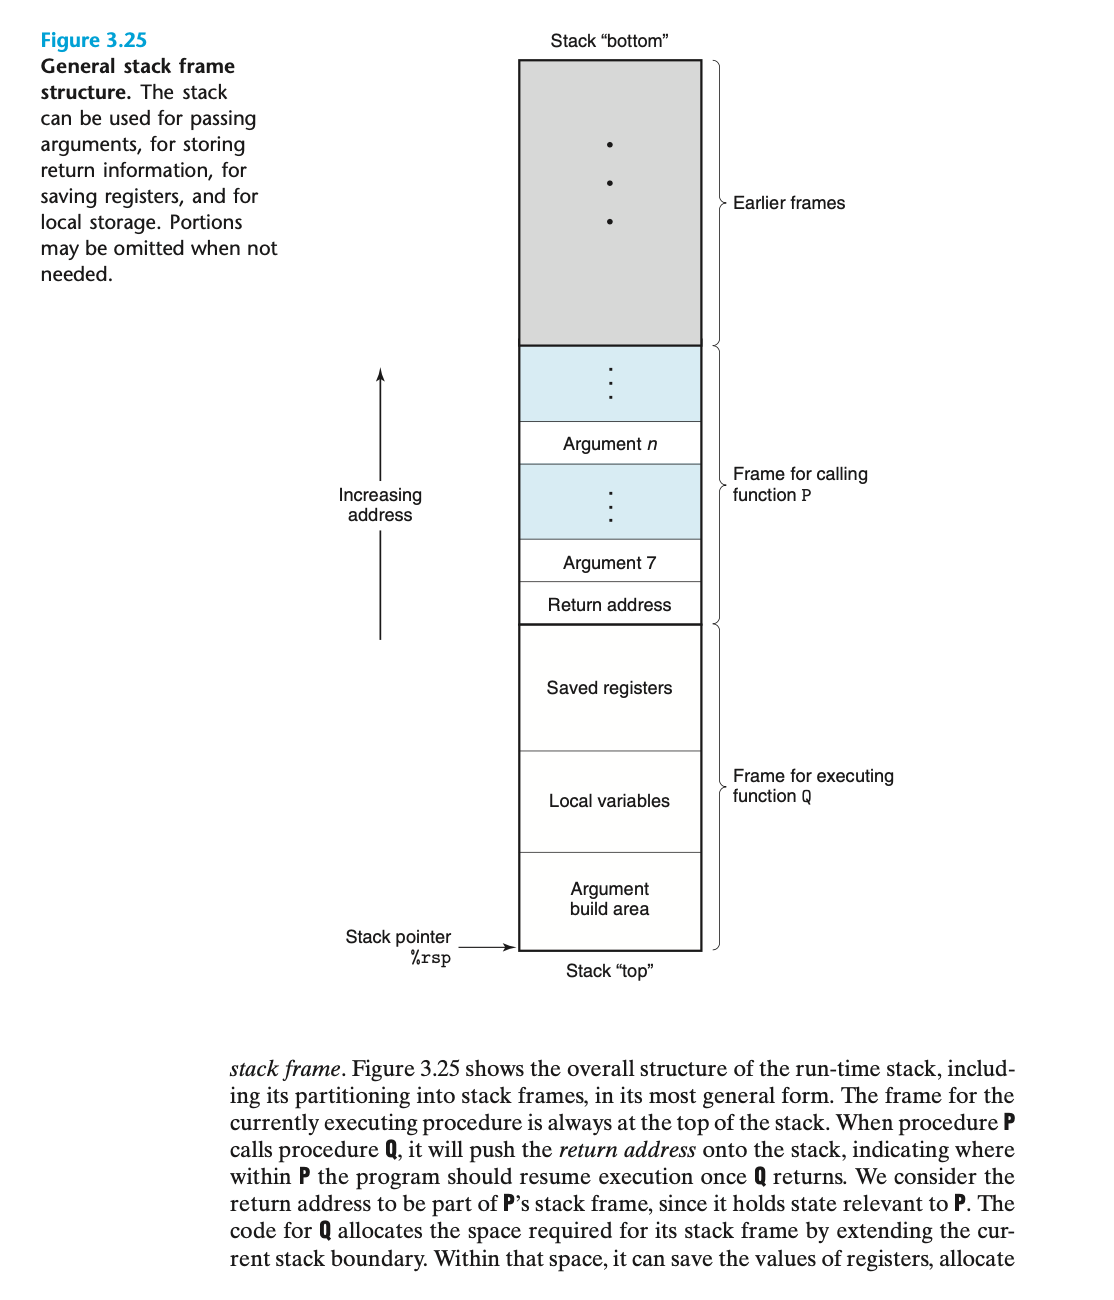 Figure 3.25
General stack frame
structure. The stack
can be used for passing
arguments, for storing
return information, for
saving registers, and for
local storage. Portions
may be omitted when not
needed.
Stack “bottom”
Earlier frames
Argument n
Frame for calling
function P
Increasing
address
Argument 7
Return address
Saved registers
Local variables
Frame for executing
function Q
Argument
build area
Stack pointer
%rsp
Stack “top”
stack frame. Figure 3.25 shows the overall structure of the run-time stack, includ-
ing its partitioning into stack frames, in its most general form. The frame for the
currently executing procedure is always at the top of the stack. When procedure P
calls procedure Q, it will push the return address onto the stack, indicating where
within P the program should resume execution once Q returns. We consider the
return address to be part of P’s stack frame, since it holds state relevant to P. The
code for Q allocates the space required for its stack frame by extending the cur-
rent stack boundary. Within that space, it can save the values of registers, allocate